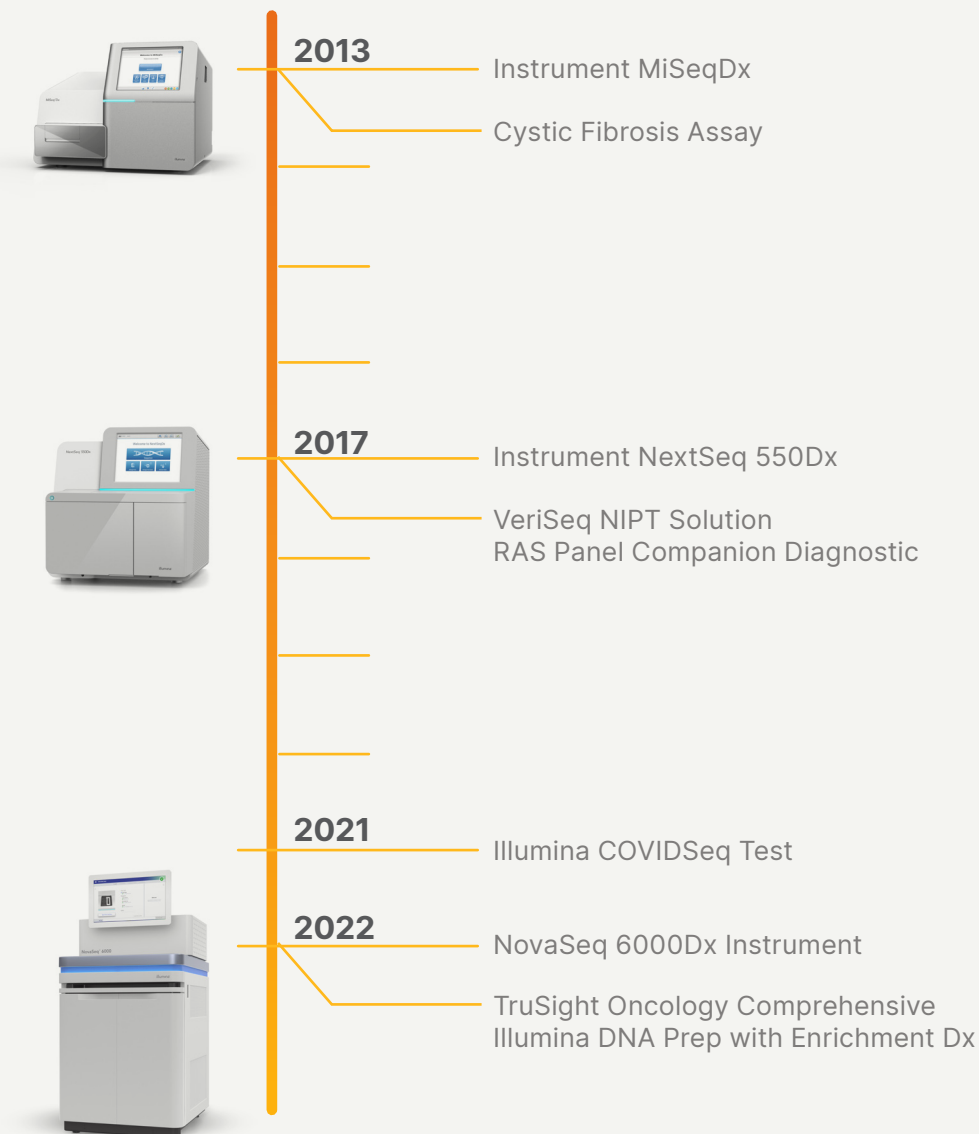 2013
Instrument MiSeqDx
Cystic Fibrosis Assay
2017
Instrument NextSeq 550Dx
VeriSeq NIPT Solution
RAS Panel Companion Diagnostic
2021
Illumina COVIDSeq Test
2022
NovaSeq 6000Dx Instrument
TruSight Oncology Comprehensive
Illumina DNA Prep with Enrichment Dx